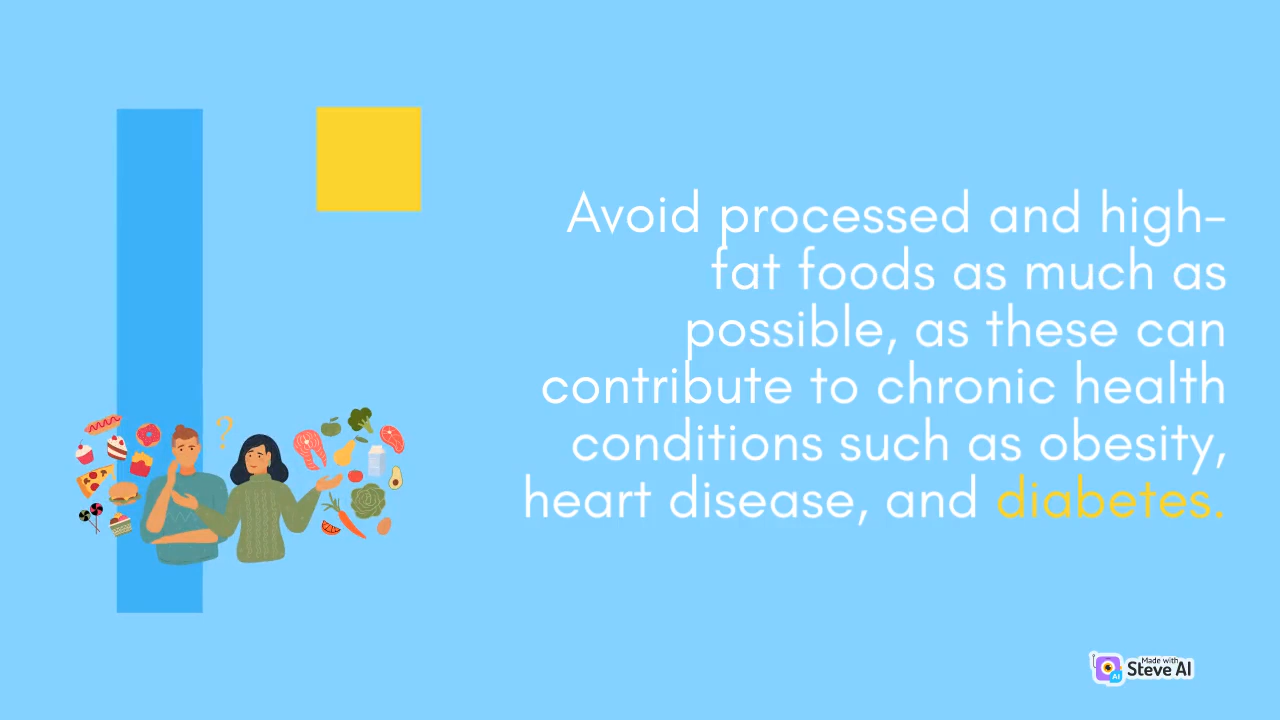 Avoid processed and high-
fat foods as much as
possible, as these can
contribute to chronic health
conditions such as obesity,
heart disease, and diabetes.
?
Made with
Steve AI
AI